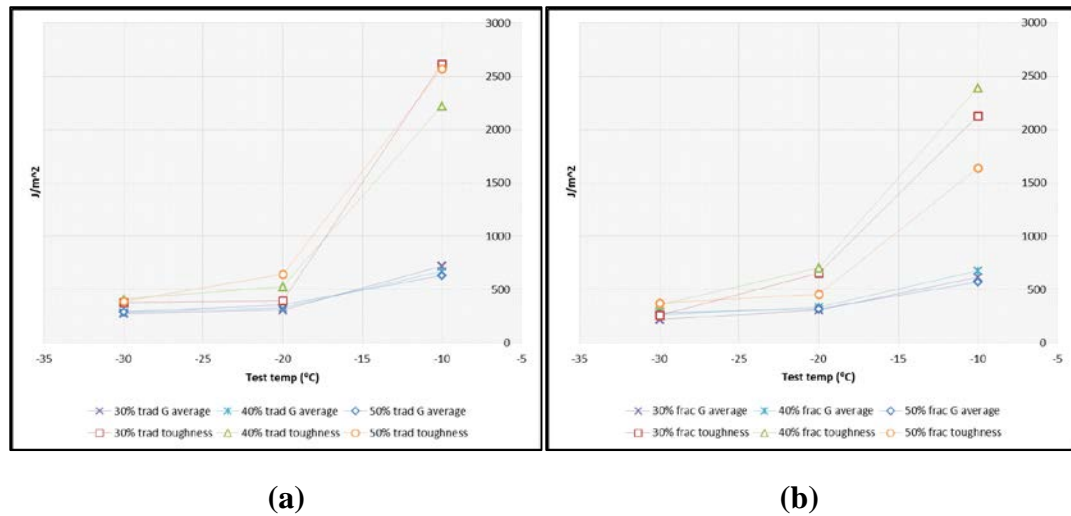 3000
2500
2000
1500
1000
500
0
J/m^2
-35 -30 -25 -20 -15 -10 -5
Test temp (ºC)
30% trad G average 40% trad G average 50% trad G average
30% trad toughness 40% trad toughness 50% trad toughness
(a)
3000
2500
2000
1500
1000
500
0
J/m^2
-35 -30 -25 -20 -15 -10 -5
Test temp (ºC)
30% frac G average 40% frac G average 50% frac G average
30% frac toughness 40% frac toughness 50% frac toughness
(b)